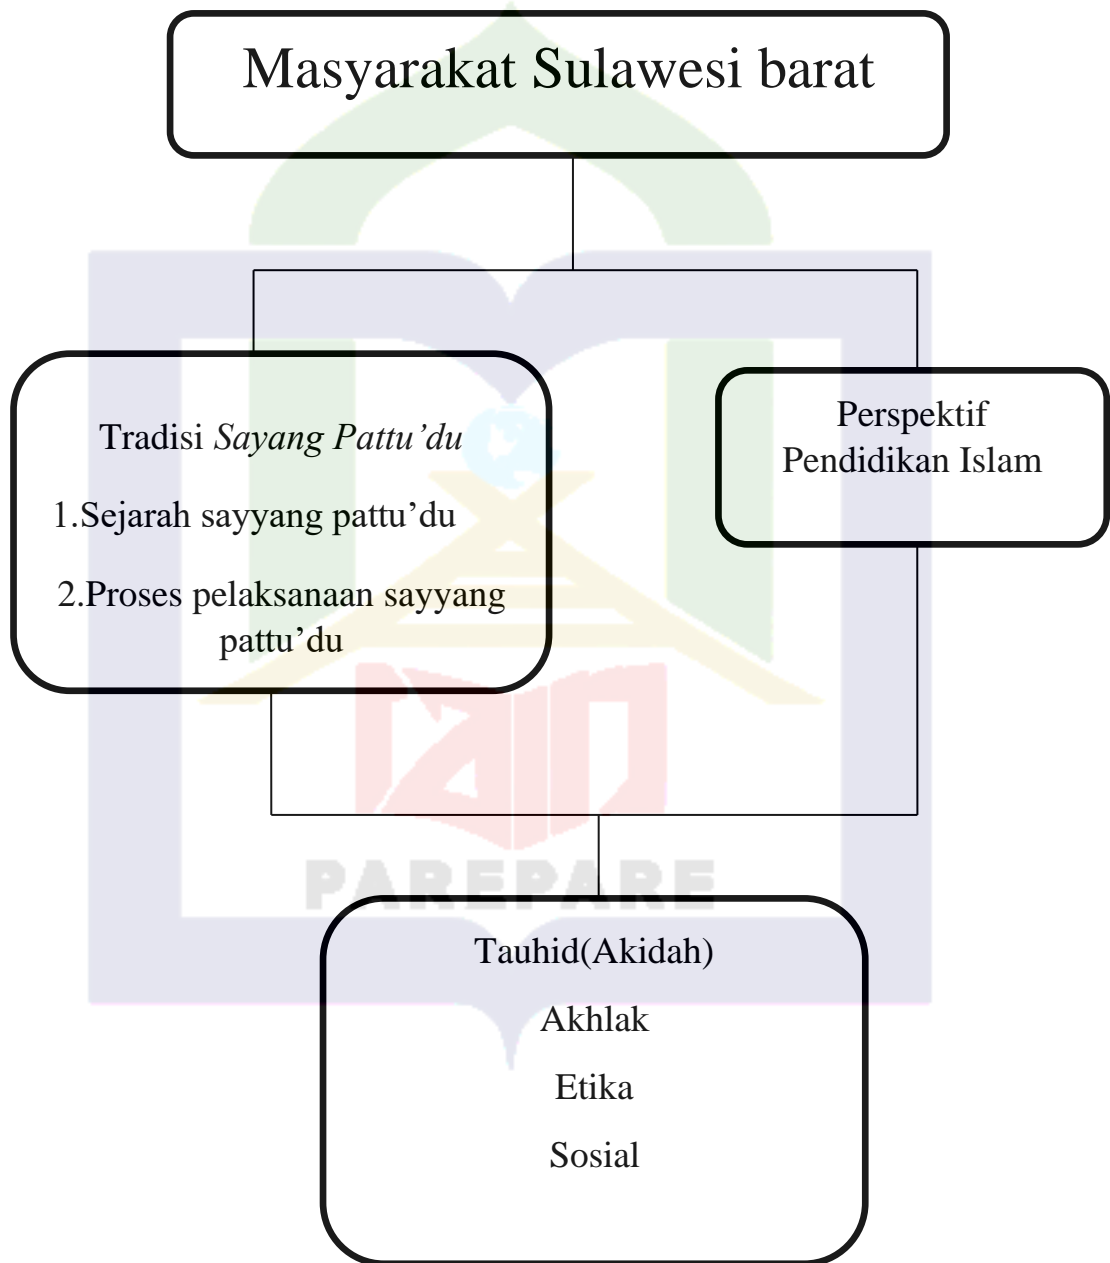 Masyarakat Sulawesi barat
Tradisi Sayang Pattu’du
1.Sejarah sayyang pattu’du
2.Proses pelaksanaan sayyang
pattu’du
Perspektif
Pendidikan Islam
iain
PAREPARE
Tauhid(Akidah)
Akhlak
Etika
Sosial